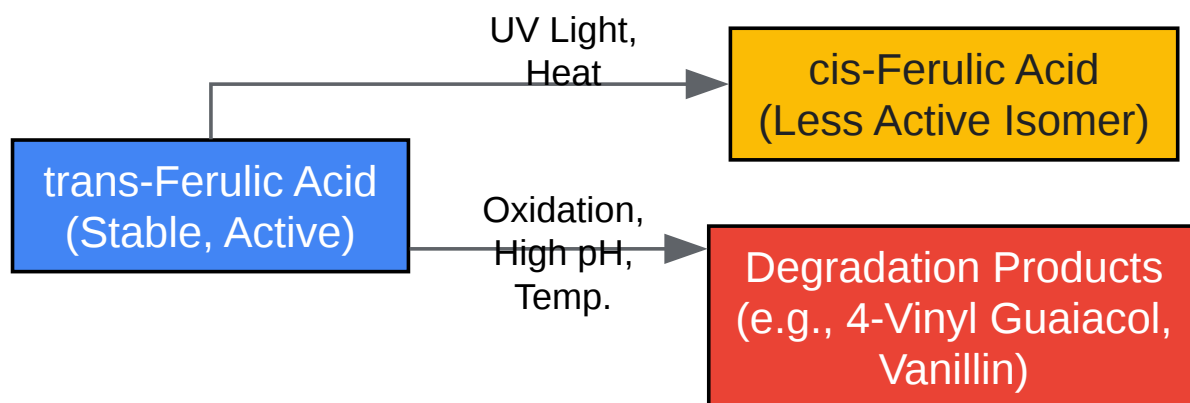 UV Light,
Heat
cis-Ferulic Acid
(Less Active Isomer)
trans-Ferulic Acid
(Stable, Active)
Oxidation,
High pH,
Temp.
Degradation Products
(e.g., 4-Vinyl Guaiacol,
Vanillin)